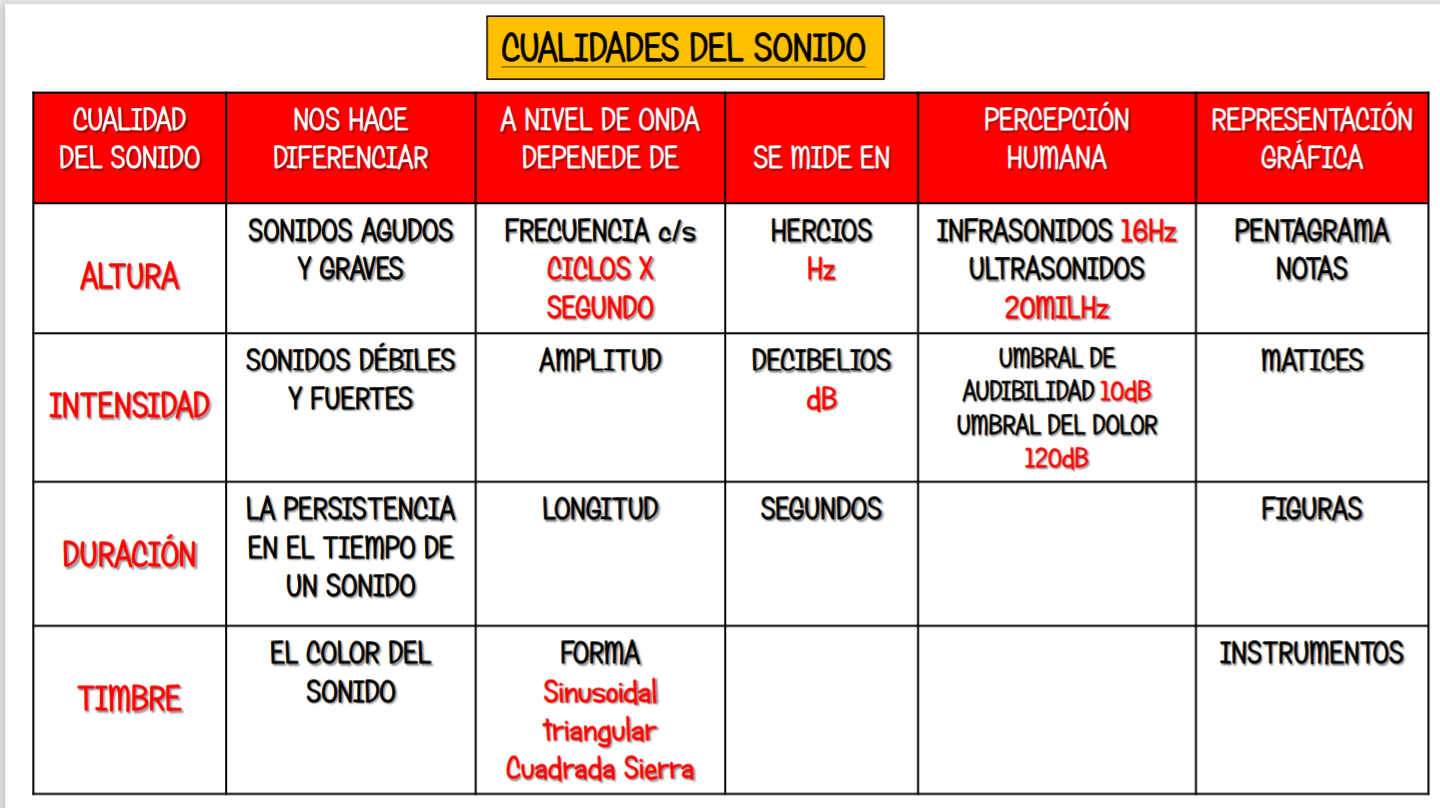 CUALIDADES DEL SONIDO
CUALIDAD
DEL SONIDO
NOS HACE
DIFERENCIAR
A NIVEL DE ONDA
DEPENEDE DE
SE MIDE EN
PERCEPCIÓN
HUMANA
REPRESENTACIÓN
GRÁFICA
ALTURA
SONIDOS AGUDOS
Y GRAVES
FRECUENCIA c/s
CICLOS X
SEGUNDO
HERCIOS
Hz
INFRASONIDOS 16Hz
ULTRASONIDOS
20MILHz
PENTAGRAMA
NOTAS
INTENSIDAD
SONIDOS DÉBILES
Y FUERTES
AMPLITUD
DECIBELIOS
dB
UMBRAL DE
AUDIBILIDAD 10dB
UMBRAL DEL DOLOR
120dB
MATICES
DURACIÓN
LA PERSISTENCIA
EN EL TIEMPO DE
UN SONIDO
LONGITUD
SEGUNDOS
FIGURAS
TIMBRE
EL COLOR DEL
SONIDO
FORMA
Sinusoidal
triangular
Cuadrada Sierra
INSTRUMENTOS